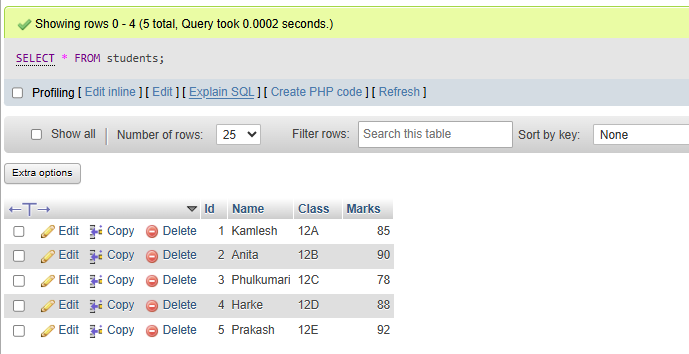 Showing rows 0 - 4 (5 total, Query took 0.0002 seconds.)
SELECT * FROM students;
Profiling [ Edit inline ] [ Edit ] [ Explain SQL ] [ Create PHP code ] [ Refresh ]
Show all Number of rows: 25 Filter rows: Search this table Sort by key: None
Extra options
Id Name Class Marks
Edit Copy Delete 1 Kamlesh 12A 85
Edit Copy Delete 2 Anita 12B 90
Edit Copy Delete 3 Phulkumari 12C 78
Edit Copy Delete 4 Harke 12D 88
Edit Copy Delete 5 Prakash 12E 92